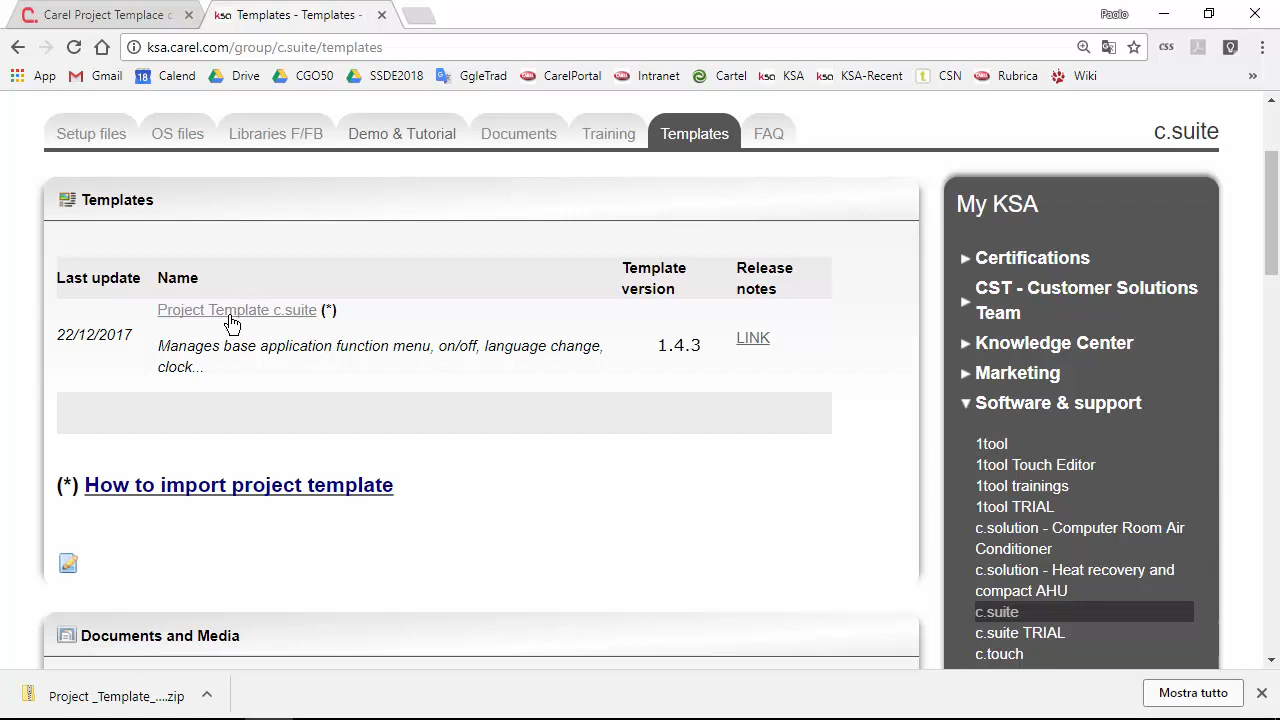 Carel Project Template c
ksa Templates - Templates -
Paolo
ksa.carel.com/group/c.suite/templates
css
App
Gmail
18 Calend
Drive
CGO50
SSDE2018
GgleTrad
CarelPortal
Intranet
Cartel
ksa KSA
ksa KSA-Recent
t CSN
Rubrica
Wiki
»
Setup files
OS files
Libraries F/FB
Demo & Tutorial
Documents
Training
Templates
FAQ
c.suite
Templates
Last update
Name
Template version
Release notes
Project Template c.suite (*)
22/12/2017
Manages base application function menu, on/off, language change,
clock...
1.4.3
LINK
(*) How to import project template
Documents and Media
My KSA
Certifications
CST - Customer Solutions
Team
Knowledge Center
Marketing
Software & support
1tool
1tool Touch Editor
1tool trainings
1tool TRIAL
c.solution - Computer Room Air
Conditioner
c.solution - Heat recovery and
compact AHU
c.suite
c.suite TRIAL
c.touch
Project _Template_....zip
Mostra tutto